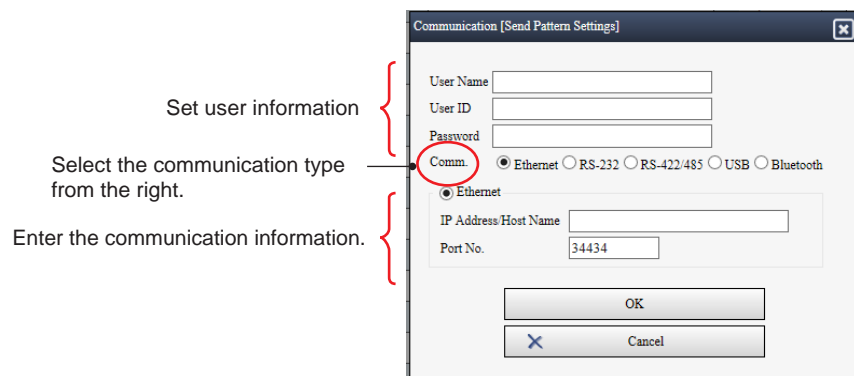 Communication [Send Pattern Settings]
Set user information
User Name
User ID
Password
Select the communication type
from the right.
Comm. Ethernet RS-232 RS-422/485 USB Bluetooth
Ethernet
Enter the communication information.
IP Address/Host Name
Port No. 34434
OK
Cancel